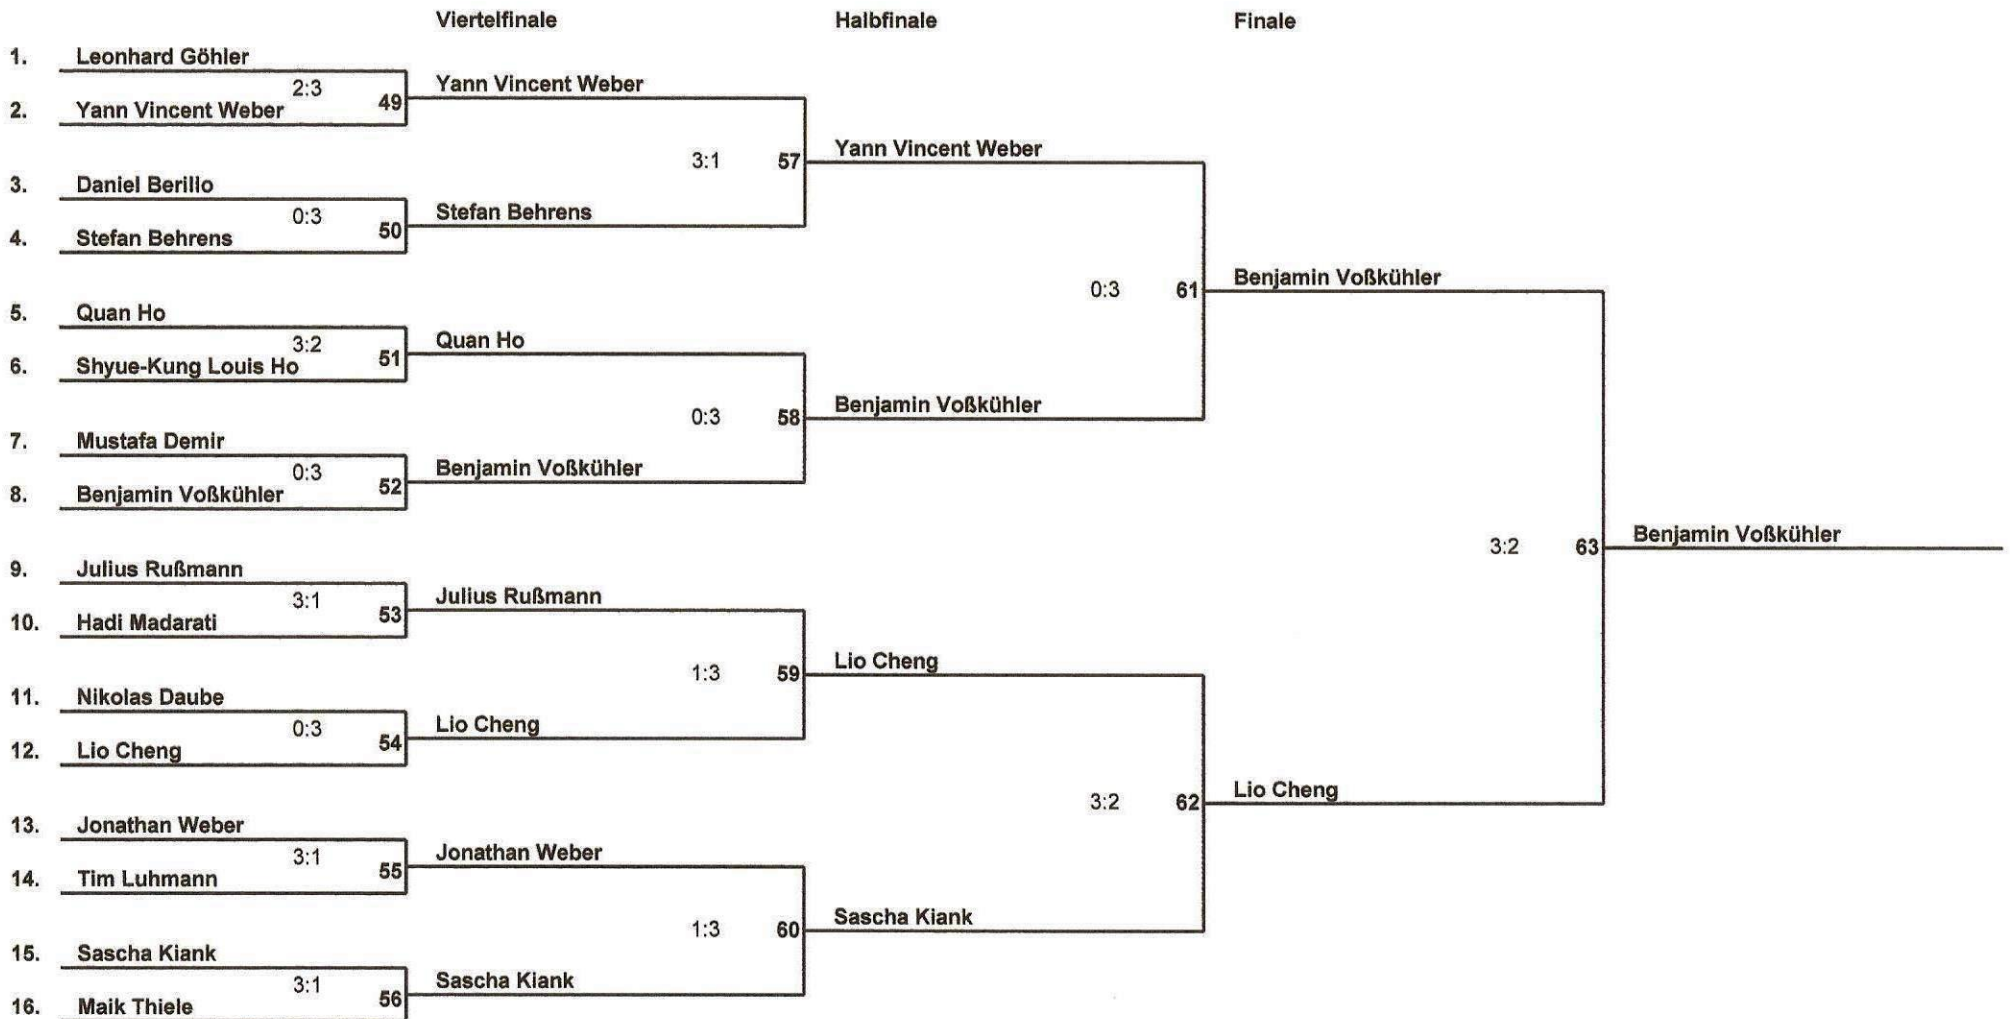 Viertelfinale Halbfinale Finale
1. Leonhard Göhler
2:3 49 Yann Vincent Weber
2. Yann Vincent Weber
3:1 57 Yann Vincent Weber
3. Daniel Berillo
0:3 50 Stefan Behrens
4. Stefan Behrens
0:3 61 Benjamin Voßkühler
5. Quan Ho
3:2 51 Quan Ho
6. Shyue-Kung Louis Ho
0:3 58 Benjamin Voßkühler
7. Mustafa Demir
0:3 52 Benjamin Voßkühler
8. Benjamin Voßkühler
3:2 63 Benjamin Voßkühler
9. Julius Rußmann
3:1 53 Julius Rußmann
10. Hadi Madarati
1:3 59 Lio Cheng
11. Nikolas Daube
0:3 54 Lio Cheng
12. Lio Cheng
3:2 62 Lio Cheng
13. Jonathan Weber
3:1 55 Jonathan Weber
14. Tim Luhmann
1:3 60 Sascha Kiank
15. Sascha Kiank
3:1 56 Sascha Kiank
16. Maik Thiele